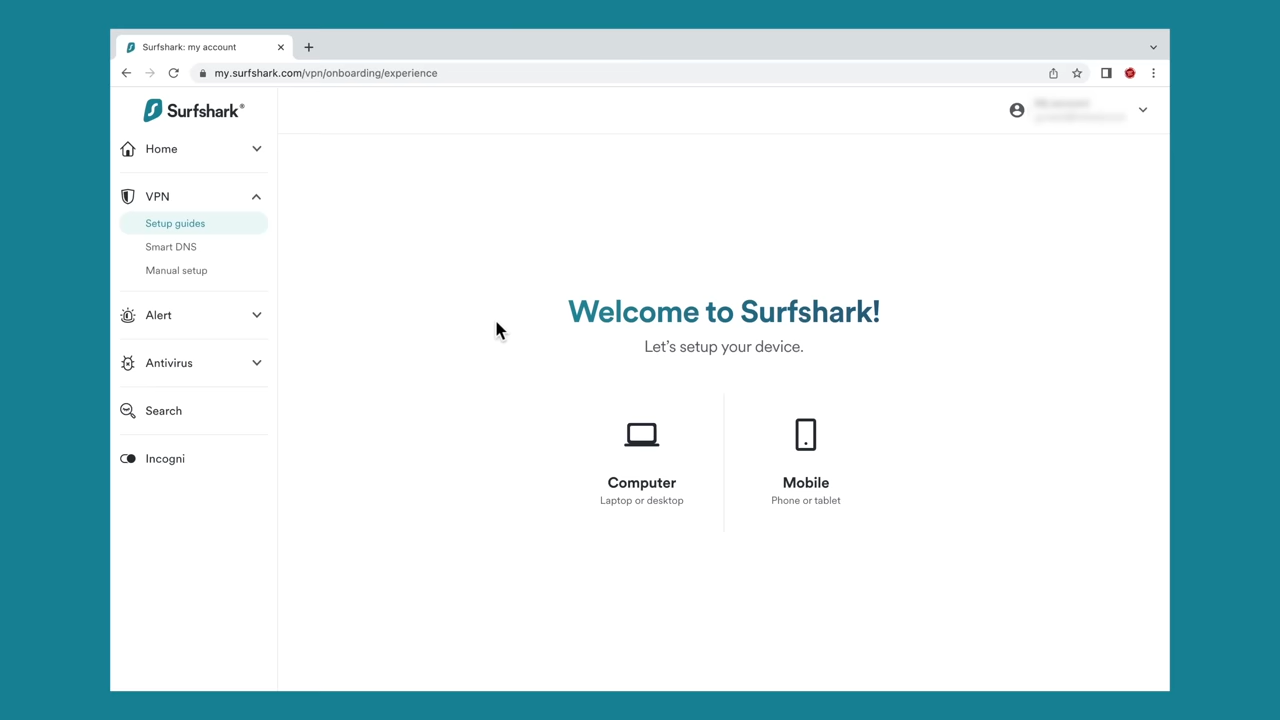 Surfshark: my account
my.surfshark.com/vpn/onboarding/experience
Surfshark®
Home
VPN
Setup guides
Smart DNS
Manual setup
Alert
Antivirus
Search
Incogni
Welcome to Surfshark!
Let's setup your device.
Computer
Laptop or desktop
Mobile
Phone or tablet